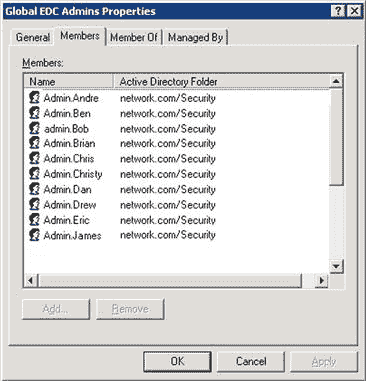 Global EDC Admins Properties
General Members Member Of Managed By
Members:
Name Active Directory Folder
Admin.Andre network.com/Security
Admin.Ben network.com/Security
admin.Bob network.com/Security
Admin.Brian network.com/Security
Admin.Chris network.com/Security
Admin.Christy network.com/Security
Admin.Dan network.com/Security
Admin.Drew network.com/Security
Admin.Eric network.com/Security
Admin.James network.com/Security
Add... Remove
OK Cancel Apply